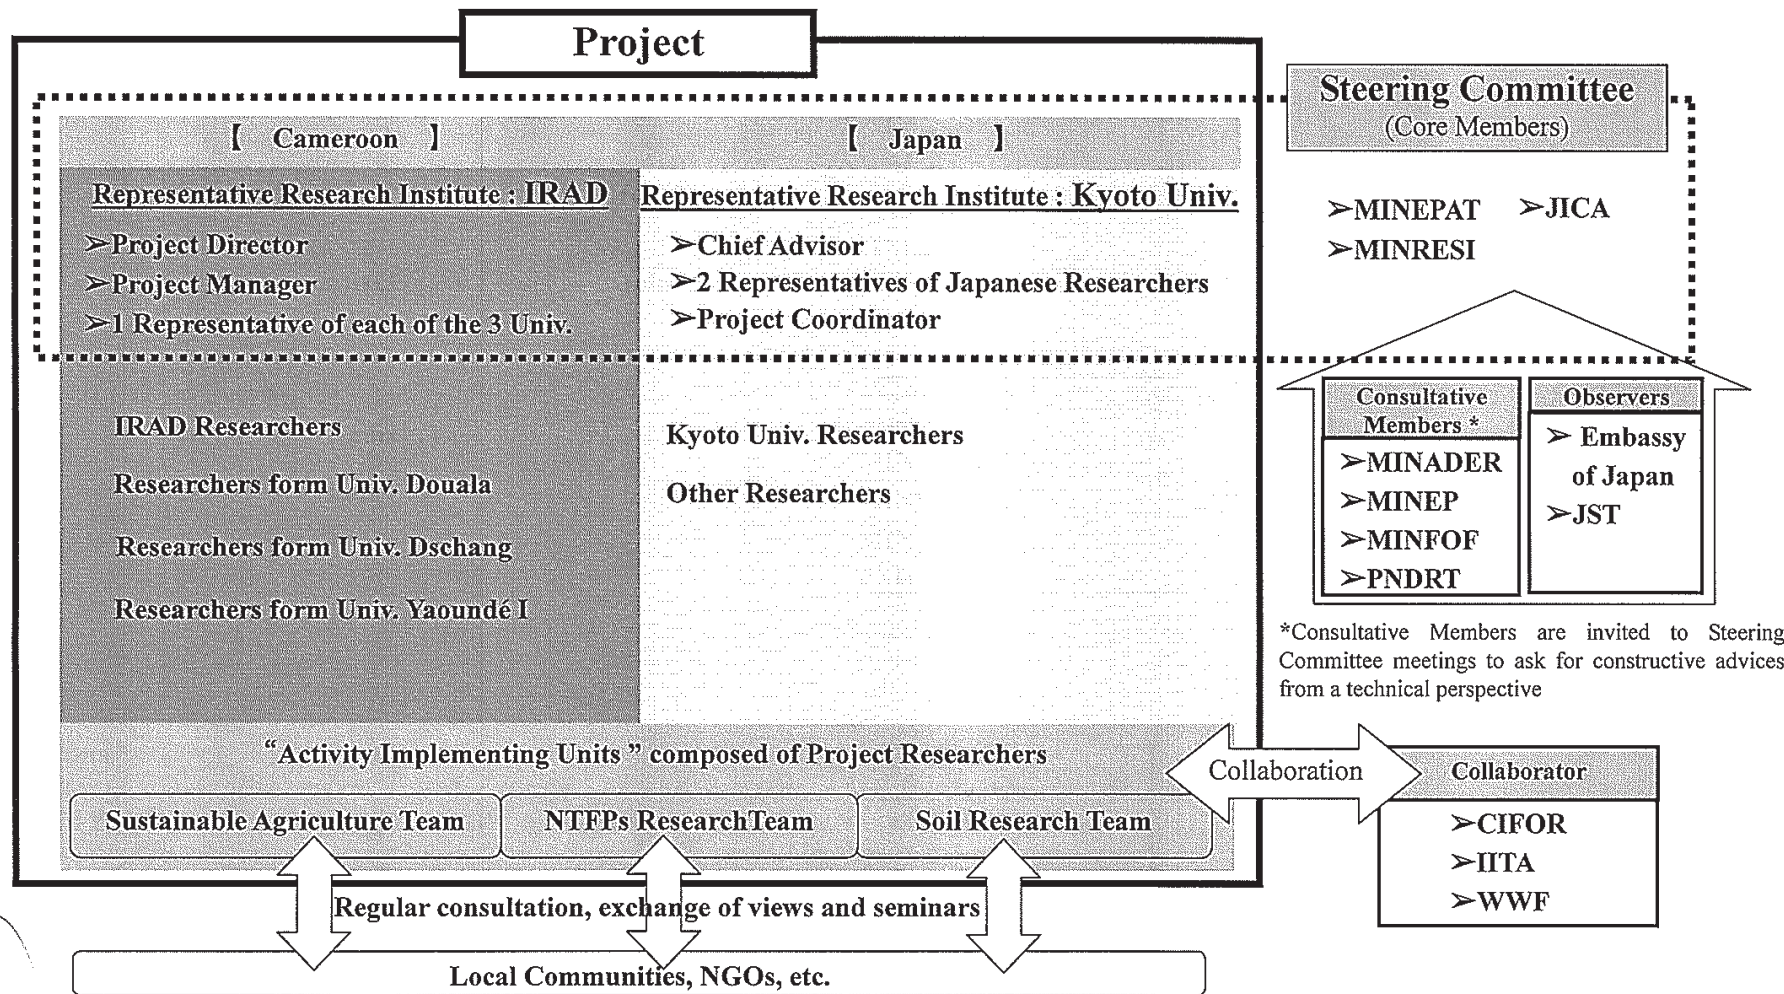 Project
Steering Committee
(Core Members)
【 Cameroon 】
【 Japan 】
Representative Research Institute : IRAD
➢Project Director
➢Project Manager
➢1 Representative of each of the 3 Univ.
Representative Research Institute : Kyoto Univ.
➢Chief Advisor
➢2 Representatives of Japanese Researchers
➢Project Coordinator
➢MINEPAT ➢JICA
➢MINRESI
IRAD Researchers
Researchers form Univ. Douala
Researchers form Univ. Dschang
Researchers form Univ. Yaoundé I
Kyoto Univ. Researchers
Other Researchers
Consultative
Members *
➢MINADER
➢MINEP
➢MINFOF
➢PNDRT
Observers
➢ Embassy
of Japan
➢JST
*Consultative Members are invited to Steering
Committee meetings to ask for constructive advices
from a technical perspective
“Activity Implementing Units ” composed of Project Researchers
Sustainable Agriculture Team
NTFPs ResearchTeam
Soil Research Team
Collaboration
Collaborator
➢CIFOR
➢IITA
➢WWF
Regular consultation, exchange of views and seminars
Local Communities, NGOs, etc.